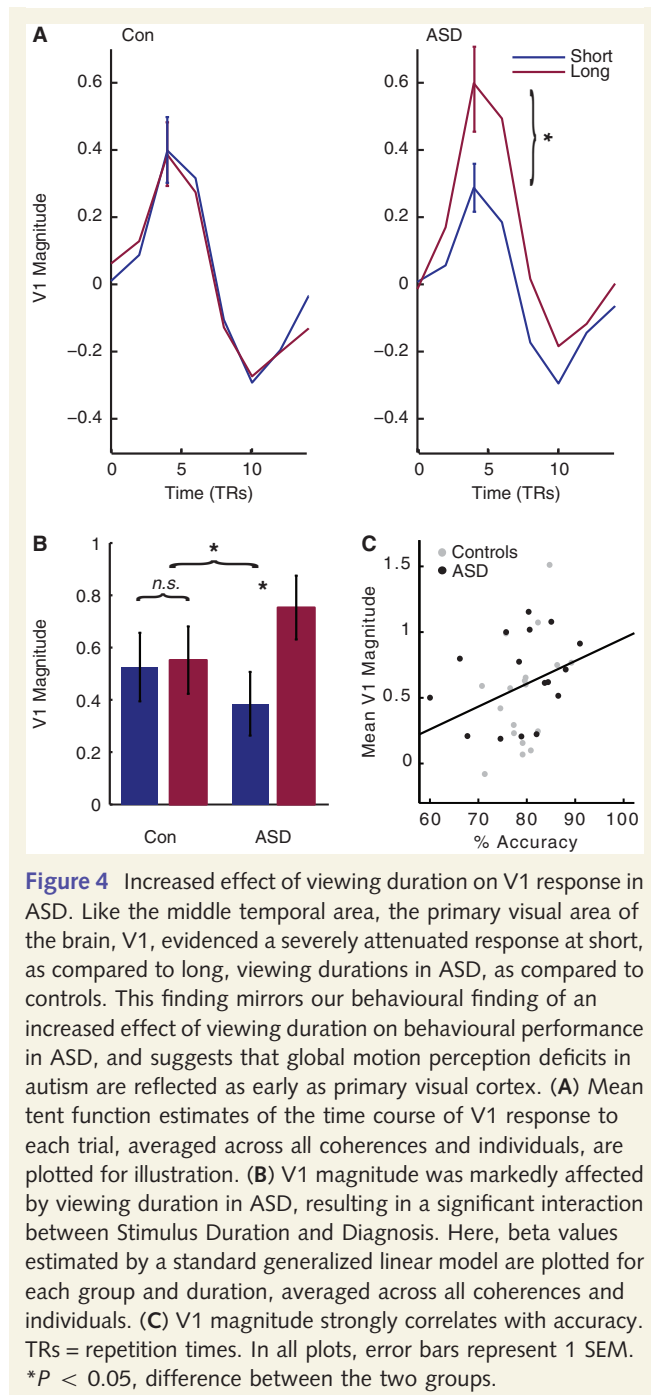 A
Con
ASD
Short
Long
0.6
0.4
0.2
0
−0.2
−0.4
V1 Magnitude
*
0
5
10
0
5
10
Time (TRs)
Time (TRs)
B
1
0.8
0.6
0.4
0.2
0
V1 Magnitude
n.s.
*
*
Con
ASD
C
Controls
ASD
1.5
1
0.5
0
Mean V1 Magnitude
60
70
80
90
100
% Accuracy
Figure 4 Increased effect of viewing duration on V1 response in
ASD. Like the middle temporal area, the primary visual area of
the brain, V1, evidenced a severely attenuated response at short,
as compared to long, viewing durations in ASD, as compared to
controls. This finding mirrors our behavioural finding of an
increased effect of viewing duration on behavioural performance
in ASD, and suggests that global motion perception deficits in
autism are reflected as early as primary visual cortex. (A) Mean
tent function estimates of the time course of V1 response to
each trial, averaged across all coherences and individuals, are
plotted for illustration. (B) V1 magnitude was markedly affected
by viewing duration in ASD, resulting in a significant interaction
between Stimulus Duration and Diagnosis. Here, beta values
estimated by a standard generalized linear model are plotted for
each group and duration, averaged across all coherences and
individuals. (C) V1 magnitude strongly correlates with accuracy.
TRs = repetition times. In all plots, error bars represent 1 SEM.
*P < 0.05, difference between the two groups.